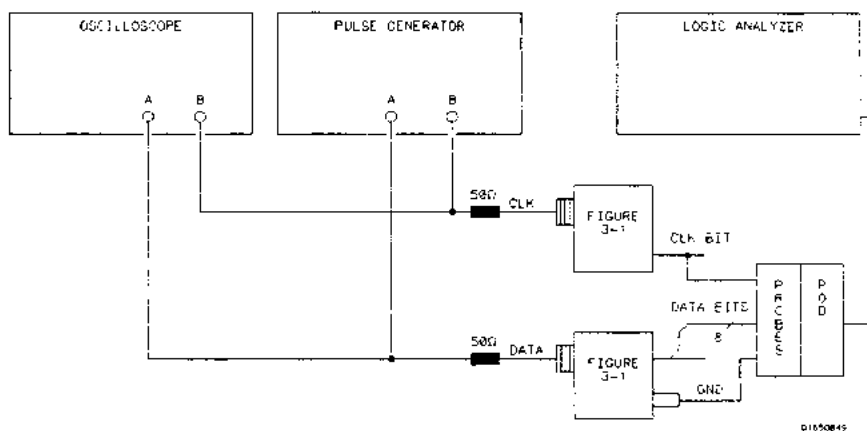 OSCILLOSCOPE
PULSE GENERATOR
LOGIC ANALYZER
A
B
A
B
50Ω
CLK
FIGURE
3-1
CLK BIT
PROBES
POD
DATA BITS
8
50Ω
DATA
FIGURE
3-1
GND
01650849